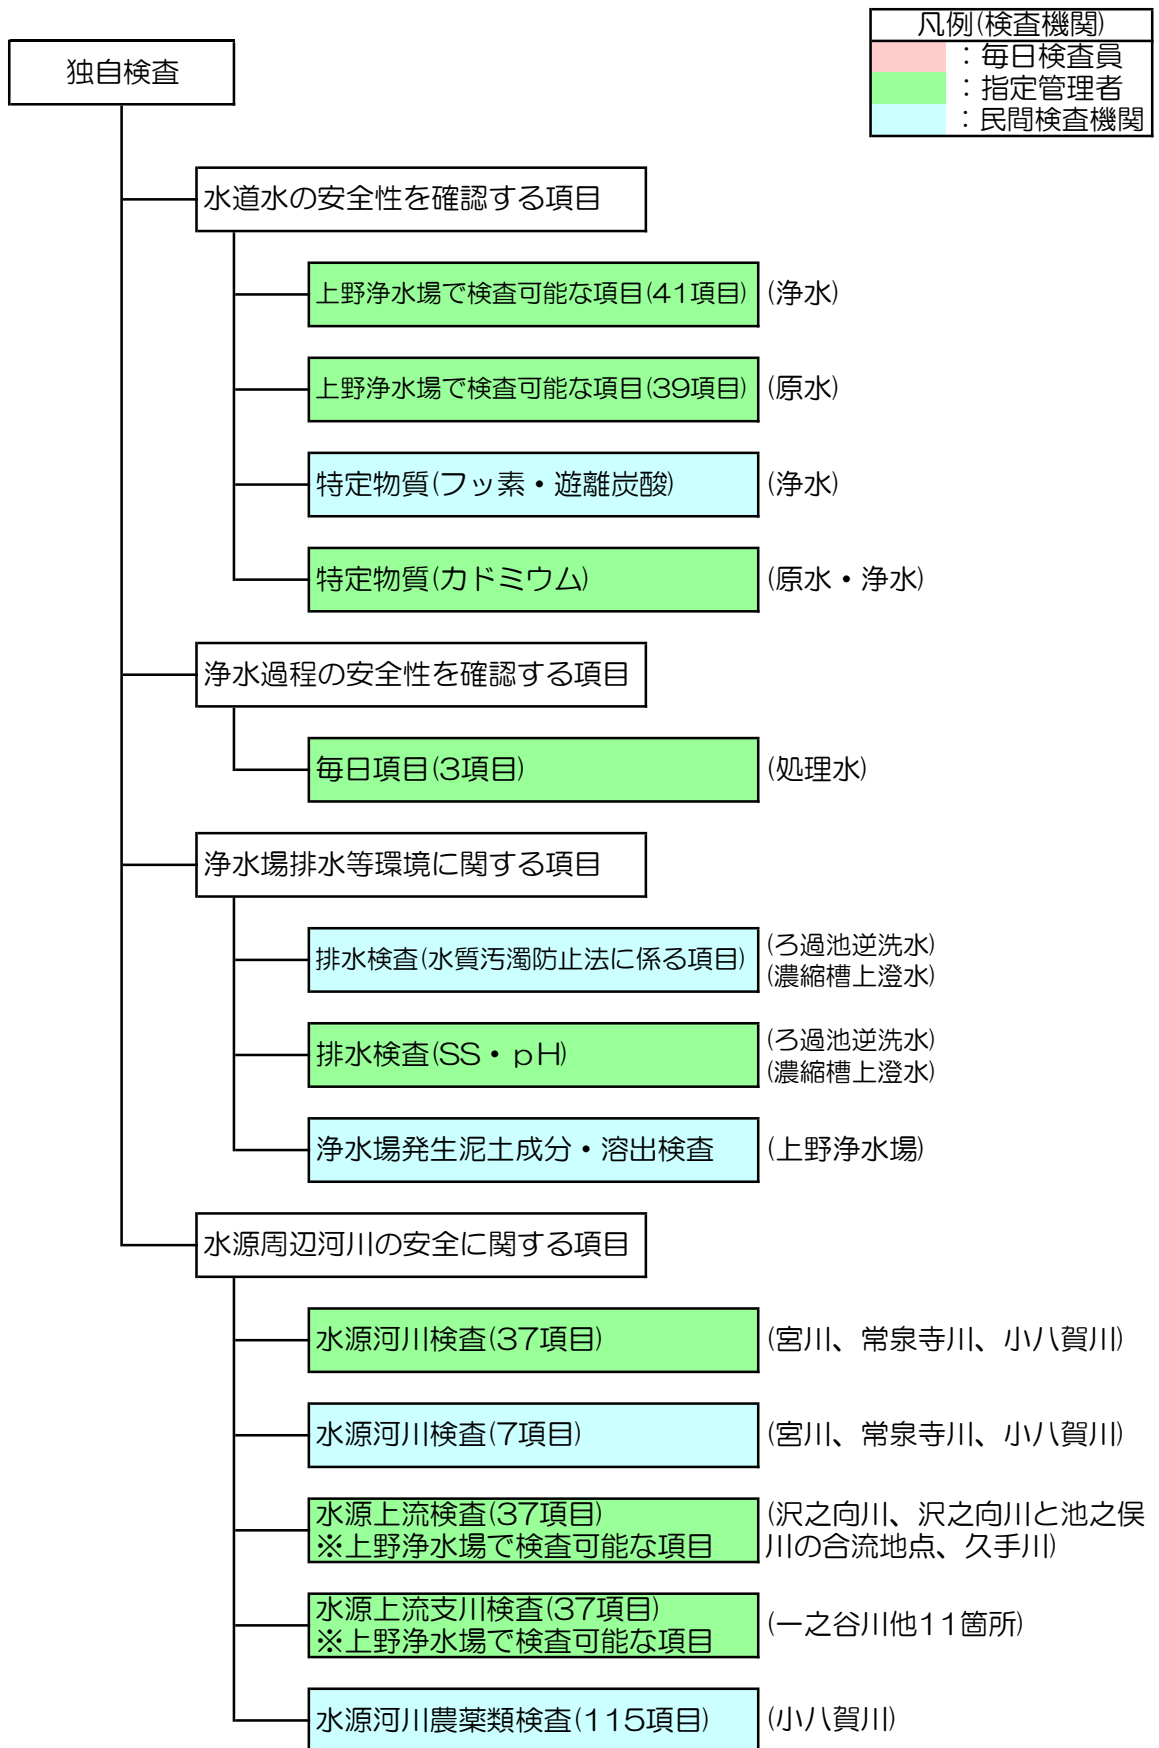 凡例(検査機関)
：毎日検査員
：指定管理者
：民間検査機関
独自検査
水道水の安全性を確認する項目
上野浄水場で検査可能な項目(41項目) (浄水)
上野浄水場で検査可能な項目(39項目) (原水)
特定物質(フッ素・遊離炭酸) (浄水)
特定物質(カドミウム) (原水・浄水)
浄水過程の安全性を確認する項目
毎日項目(3項目) (処理水)
浄水場排水等環境に関する項目
排水検査(水質汚濁防止法に係る項目)
(ろ過池逆洗水)
(濃縮槽上澄水)
排水検査(SS・pH)
(ろ過池逆洗水)
(濃縮槽上澄水)
浄水場発生泥土成分・溶出検査 (上野浄水場)
水源周辺河川の安全に関する項目
水源河川検査(37項目) (宮川、常泉寺川、小八賀川)
水源河川検査(7項目) (宮川、常泉寺川、小八賀川)
水源上流検査(37項目)
※上野浄水場で検査可能な項目
(沢之向川、沢之向川と池之俣
川の合流地点、久手川)
水源上流支川検査(37項目)
※上野浄水場で検査可能な項目
(一之谷川他11箇所)
水源河川農薬類検査(115項目) (小八賀川)